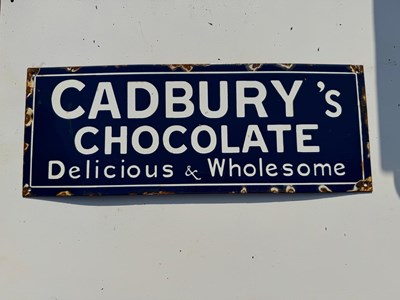 CADBURY's
CHOCOLATE
Delicious & Wholesome